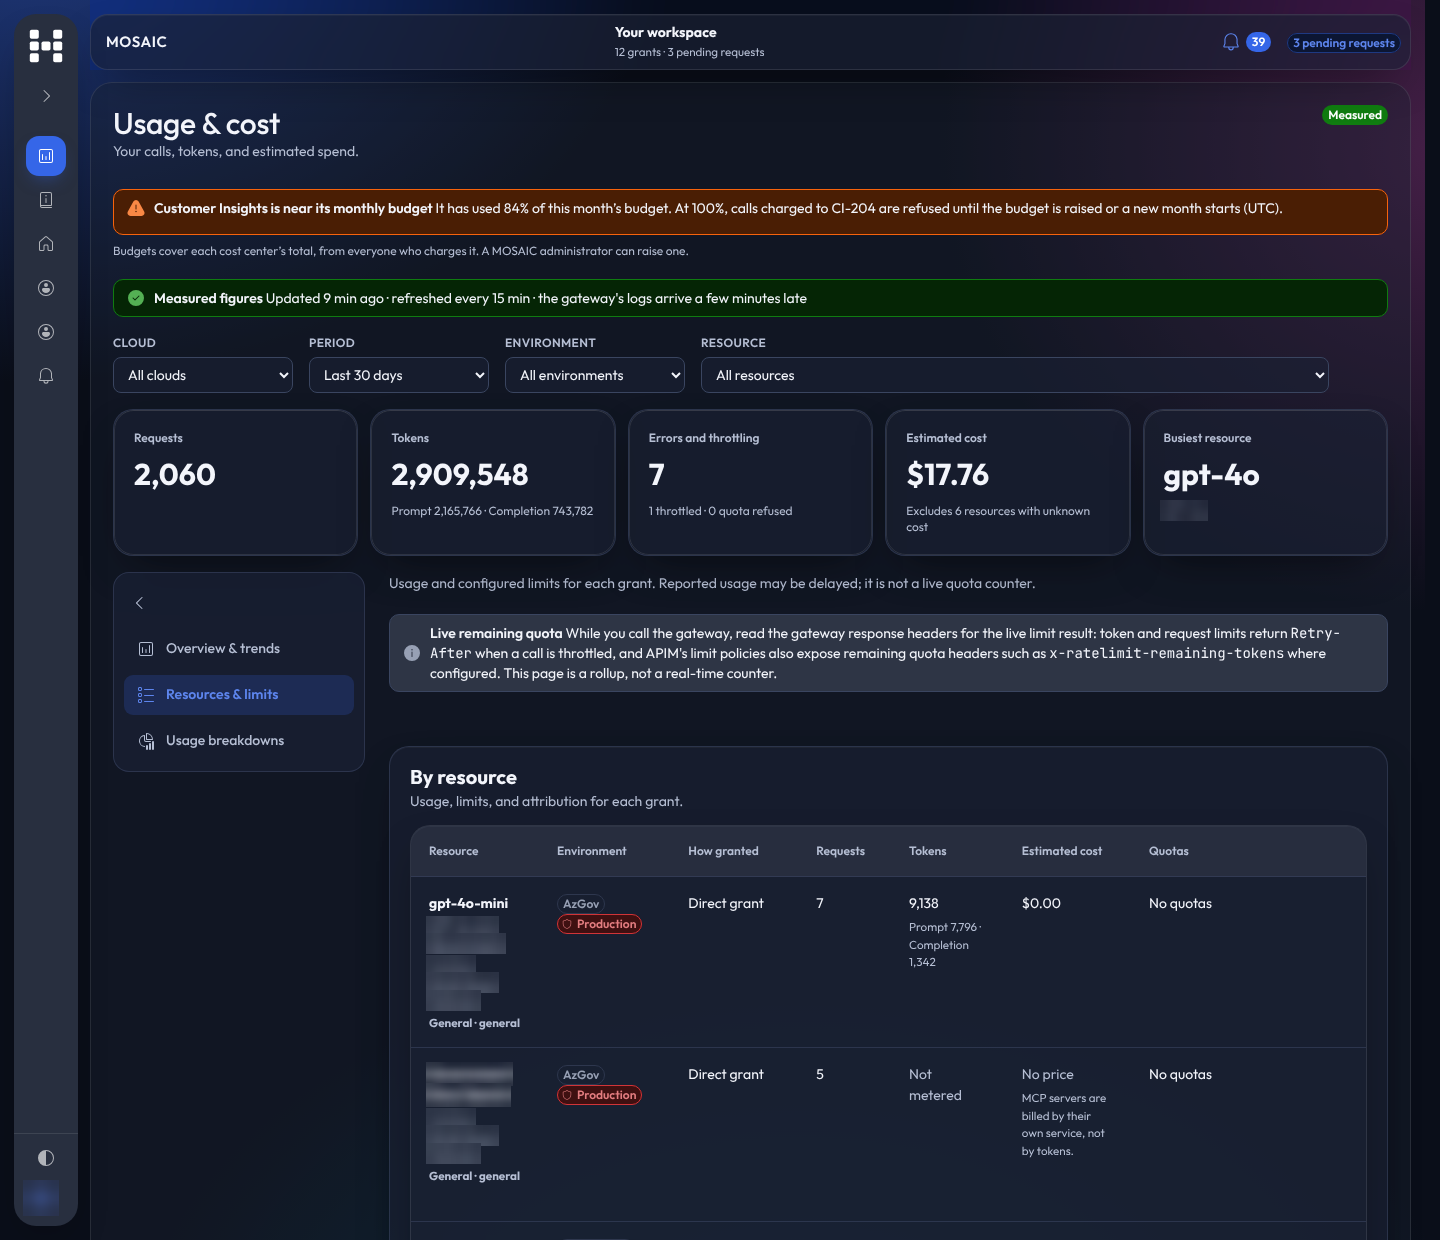 MOSAIC
Your workspace
12 grants · 3 pending requests
39
3 pending requests
Usage & cost
Measured
Your calls, tokens, and estimated spend.
Customer Insights is near its monthly budget It has used 84% of this month's budget. At 100%, calls charged to CI-204 are refused until the budget is raised or a new month starts (UTC).
Budgets cover each cost center's total, from everyone who charges it. A MOSAIC administrator can raise one.
Measured figures Updated 9 min ago · refreshed every 15 min · the gateway's logs arrive a few minutes late
CLOUD
PERIOD
ENVIRONMENT
RESOURCE
All clouds
Last 30 days
All environments
All resources
Requests
2,060
Tokens
2,909,548
Prompt 2,165,766 · Completion 743,782
Errors and throttling
7
1 throttled · 0 quota refused
Estimated cost
$17.76
Excludes 6 resources with unknown
cost
Busiest resource
gpt-4o
Overview & trends
Resources & limits
Usage breakdowns
Usage and configured limits for each grant. Reported usage may be delayed; it is not a live quota counter.
Live remaining quota While you call the gateway, read the gateway response headers for the live limit result: token and request limits return Retry-
After when a call is throttled, and APIM's limit policies also expose remaining quota headers such as x-ratelimit-remaining-tokens where
configured. This page is a rollup, not a real-time counter.
By resource
Usage, limits, and attribution for each grant.
Resource
Environment
How granted
Requests
Tokens
Estimated cost
Quotas
gpt-4o-mini
General · general
AzGov
Production
Direct grant
7
9,138
Prompt 7,796 ·
Completion
1,342
$0.00
No quotas
General · general
AzGov
Production
Direct grant
5
Not
metered
No price
MCP servers are
billed by their
own service, not
by tokens.
No quotas